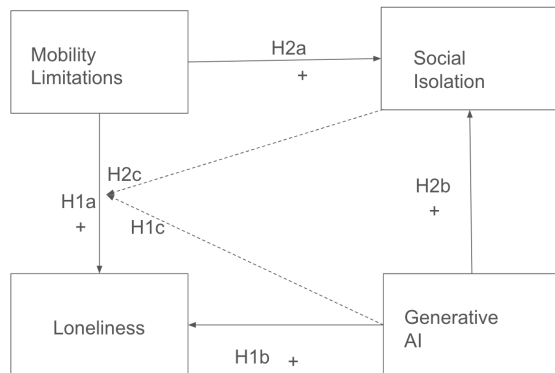 Mobility
Limitations
H2a
+
Social
Isolation
H2c
H1a
+
H1c
H2b
+
Loneliness
Generative
AI
H1b +